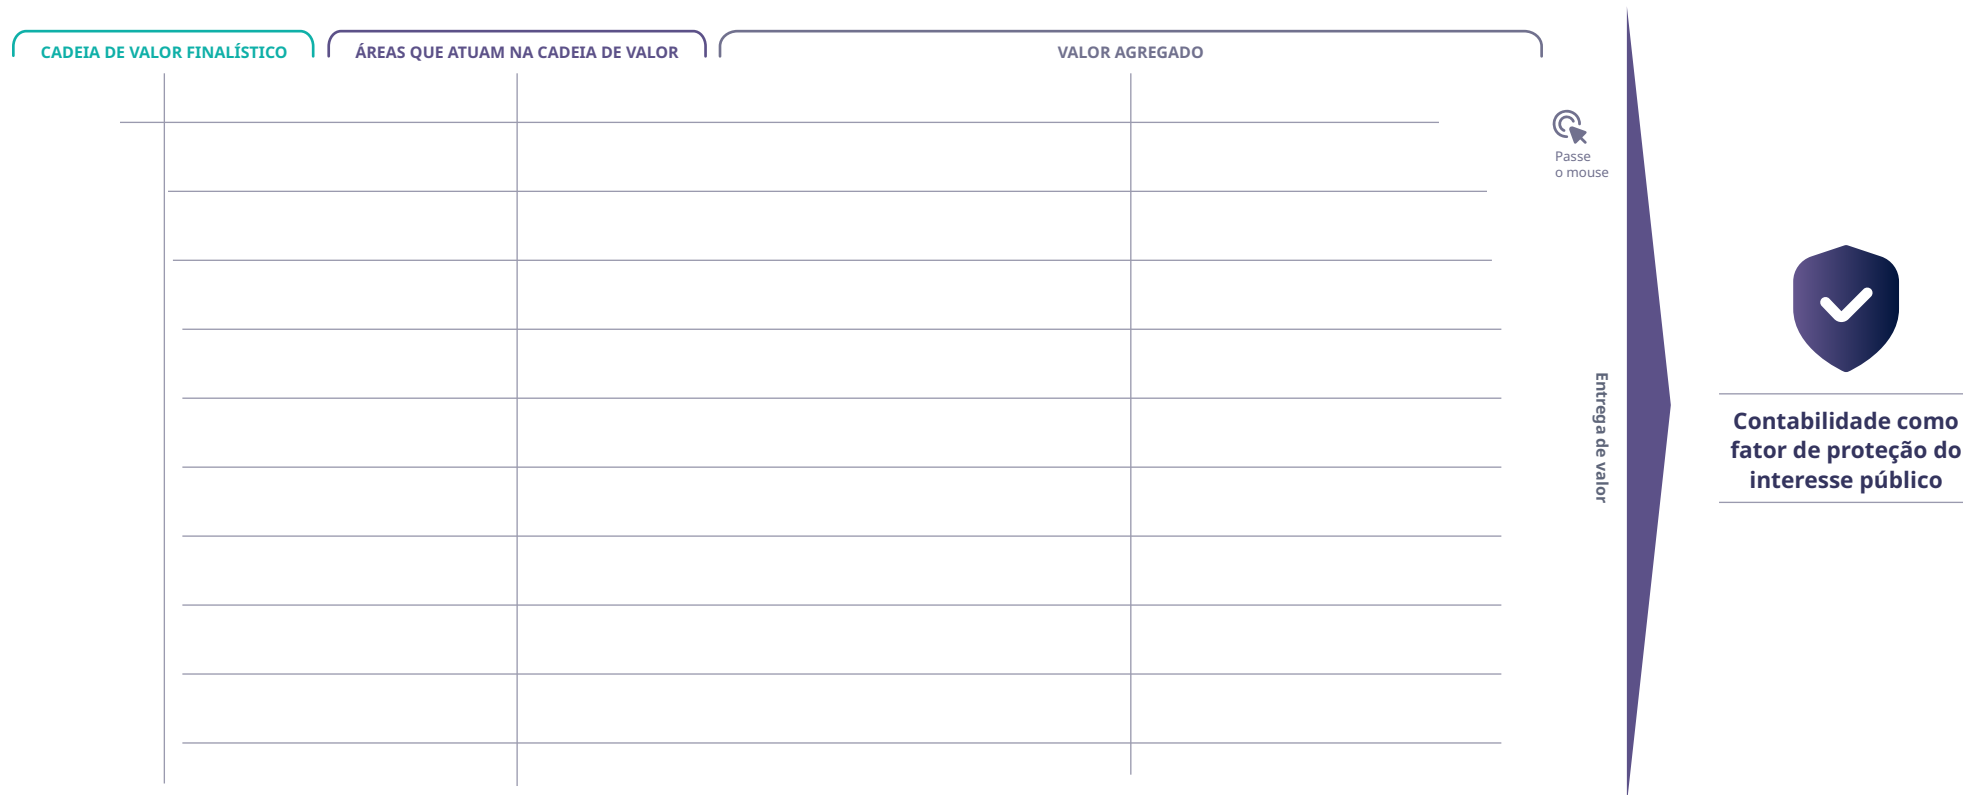 CADEIA DE VALOR FINALÍSTICO
ÁREAS QUE ATUAM NA CADEIA DE VALOR
VALOR AGREGADO
Passe
o mouse
Entrega de valor
Contabilidade como
fator de proteção do
interesse público